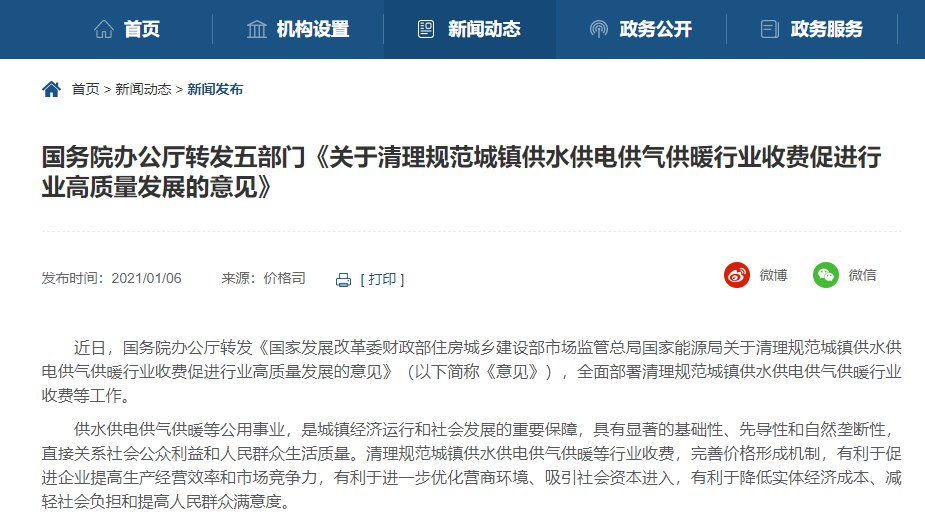 首页 机构设置 新闻动态 政务公开 政务服务
首页 > 新闻动态 > 新闻发布
国务院办公厅转发五部门《关于清理规范城镇供水供电供气供暖行业收费促进行
业高质量发展的意见》
发布时间：2021/01/06 来源：价格司 [ 打印 ] 微博 微信
近日，国务院办公厅转发《国家发展改革委财政部住房城乡建设部市场监管总局国家能源局关于清理规范城镇供水供
电供气供暖行业收费促进行业高质量发展的意见》（以下简称《意见》），全面部署清理规范城镇供水供电供气供暖行业
收费等工作。
供水供电供气供暖等公用事业，是城镇经济运行和社会发展的重要保障，具有显著的基础性、先导性和自然垄断性，
直接关系社会公众利益和人民群众生活质量。清理规范城镇供水供电供气供暖等行业收费，完善价格形成机制，有利于促
进企业提高生产经营效率和市场竞争力，有利于进一步优化营商环境、吸引社会资本进入，有利于降低实体经济成本、减
轻社会负担和提高人民群众满意度。